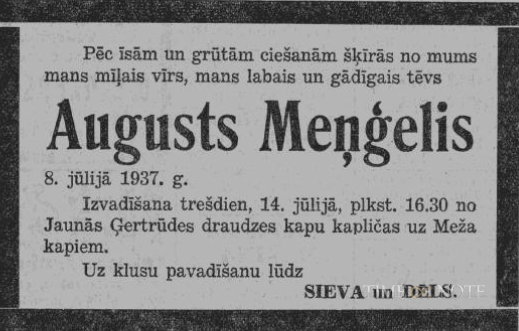 Pēc īsām un grūtām ciešanām šķīrās no mums
mans mīļais vīrs, mans labais un gādīgais tēvs
Augusts Meņģelis
8. jūlijā 1937. g.
Izvadīšana trešdien, 14. jūlijā, plkst. 16.30 no
Jaunās Ģertrūdes draudzes kapu kapličas uz Meža
kapiem.
Uz klusu pavadīšanu lūdz
SIEVA un DĒLS.